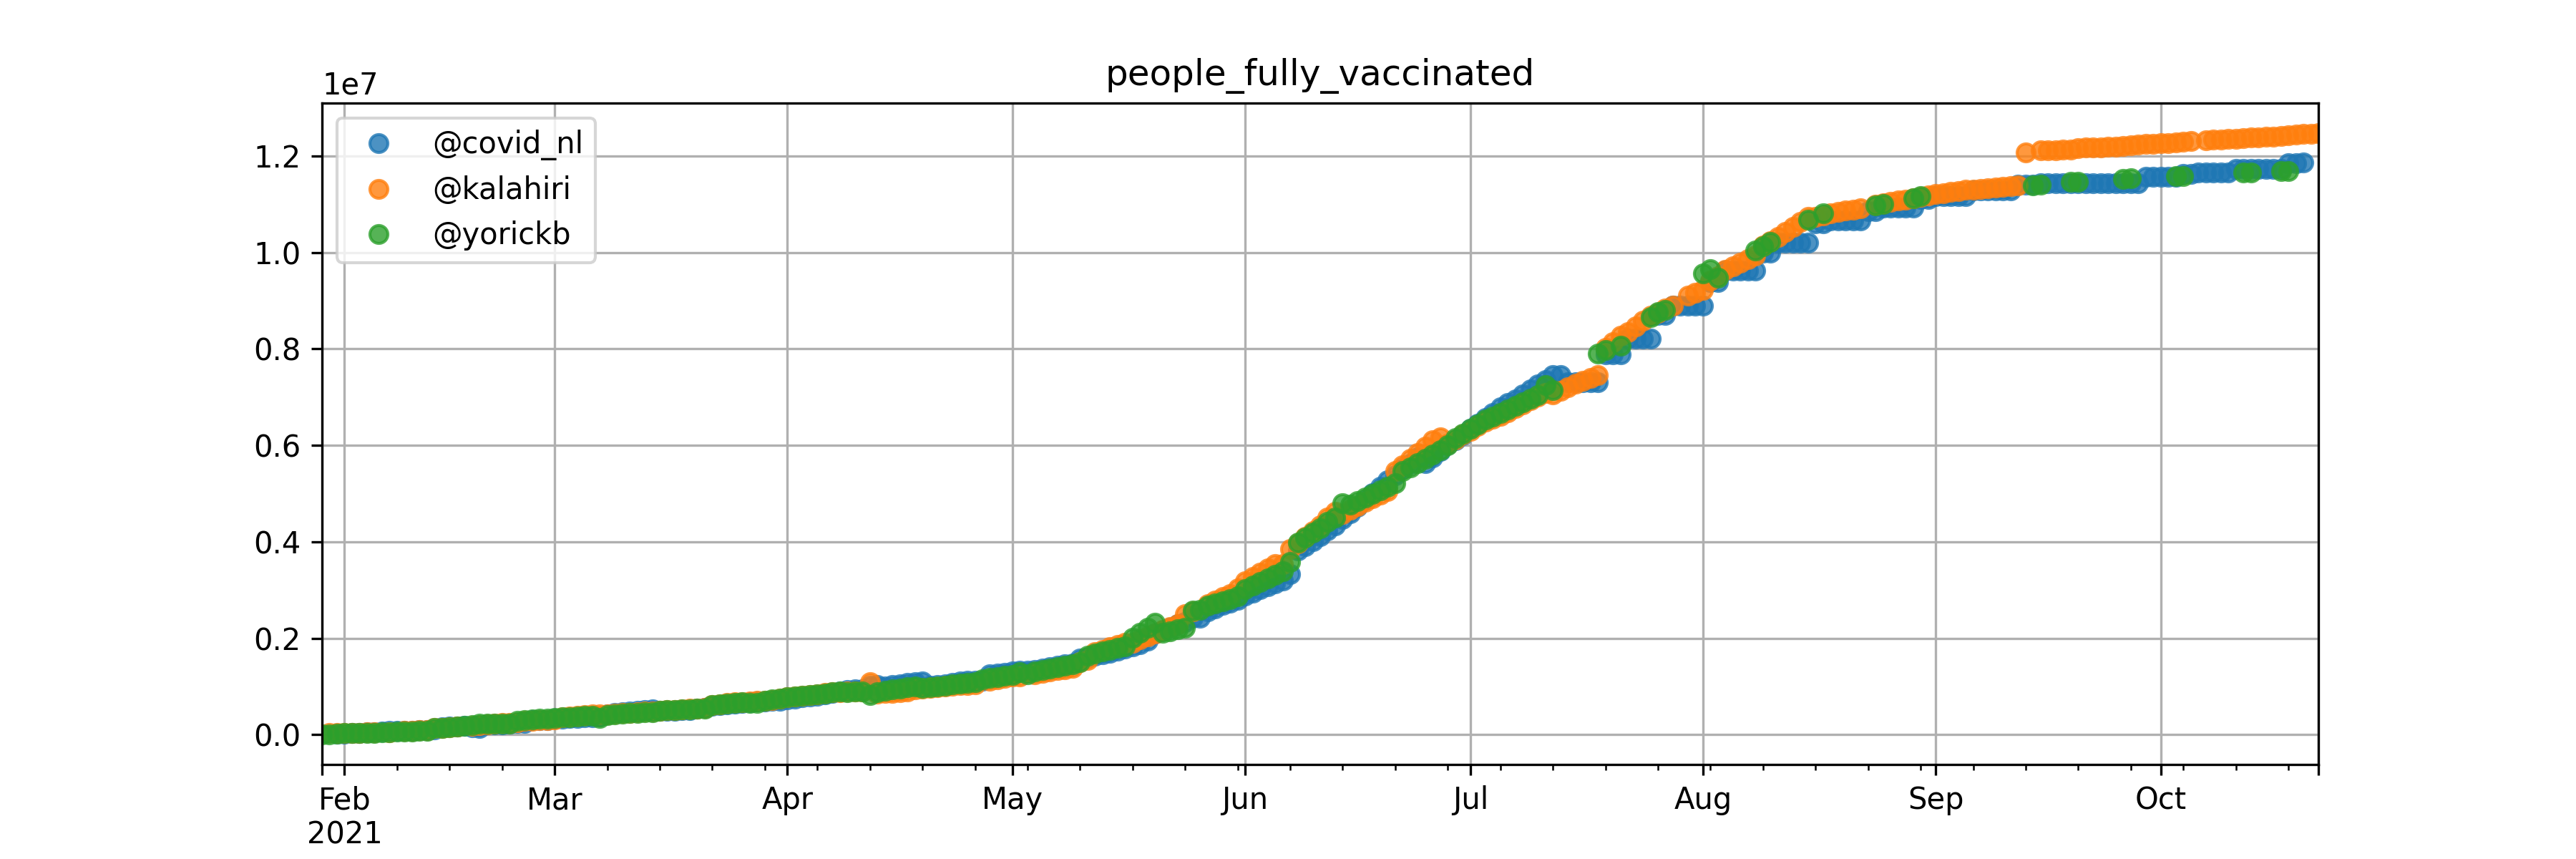 people_fully_vaccinated
1e7
@covid_nl
@kalahiri
@yorickb
1.2
1.0
0.8
0.6
0.4
0.2
0.0
Feb Mar Apr May Jun Jul Aug Sep Oct
2021